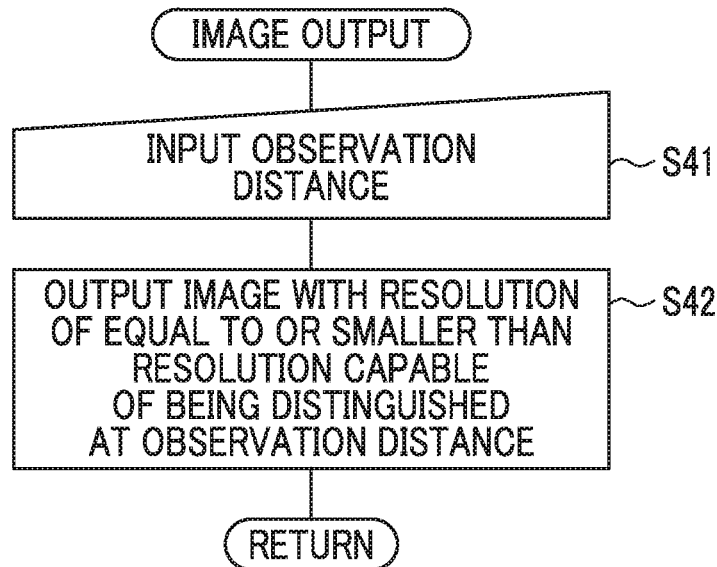 IMAGE OUTPUT
INPUT OBSERVATION
DISTANCE
S41
OUTPUT IMAGE WITH RESOLUTION
OF EQUAL TO OR SMALLER THAN
RESOLUTION CAPABLE
OF BEING DISTINGUISHED
AT OBSERVATION DISTANCE
S42
RETURN